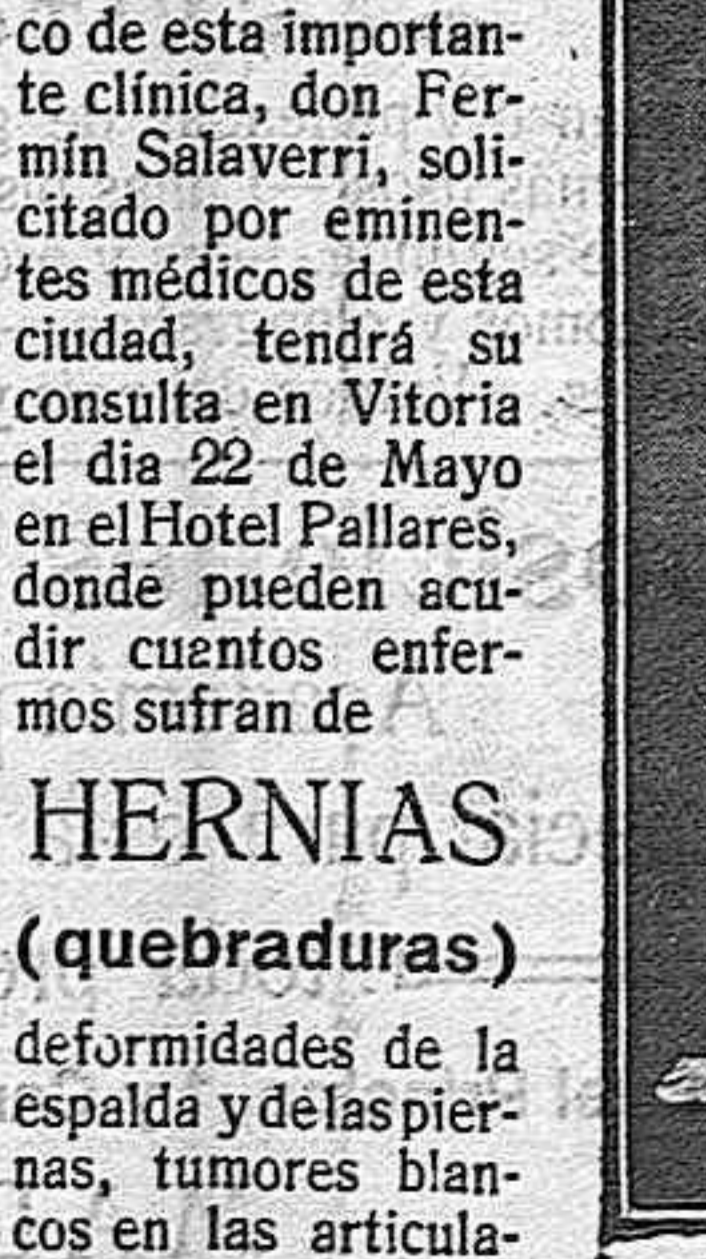 co de esta importan-
te clínica, don Fer-
mín Salaverri, soli-
citado por eminen-
tes médicos de esta
ciudad, tendrá su
consulta en Vitoria
el dia 22 de Mayo
en el Hotel Pallares,
donde pueden acu-
dir cuantos enfer-
mos sufran de
HERNIAS
(quebraduras)
deformidades de la
espalda y de las pier-
nas, tumores blan-
cos en las articula-